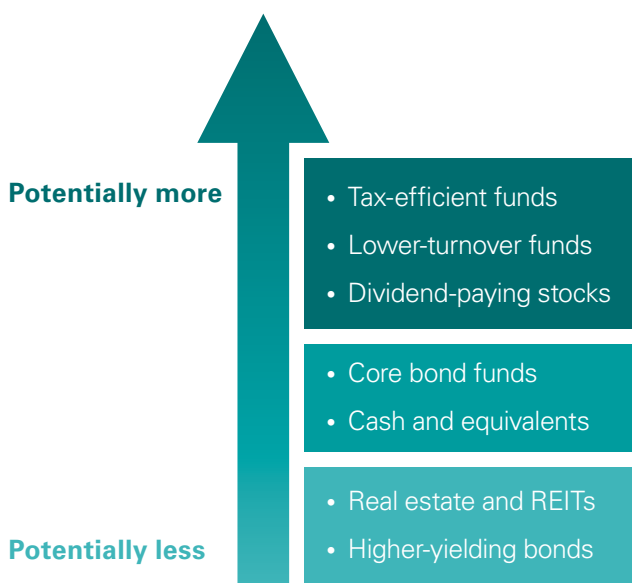 Potentially more
• Tax-efficient funds
• Lower-turnover funds
• Dividend-paying stocks
• Core bond funds
• Cash and equivalents
• Real estate and REITs
• Higher-yielding bonds
Potentially less